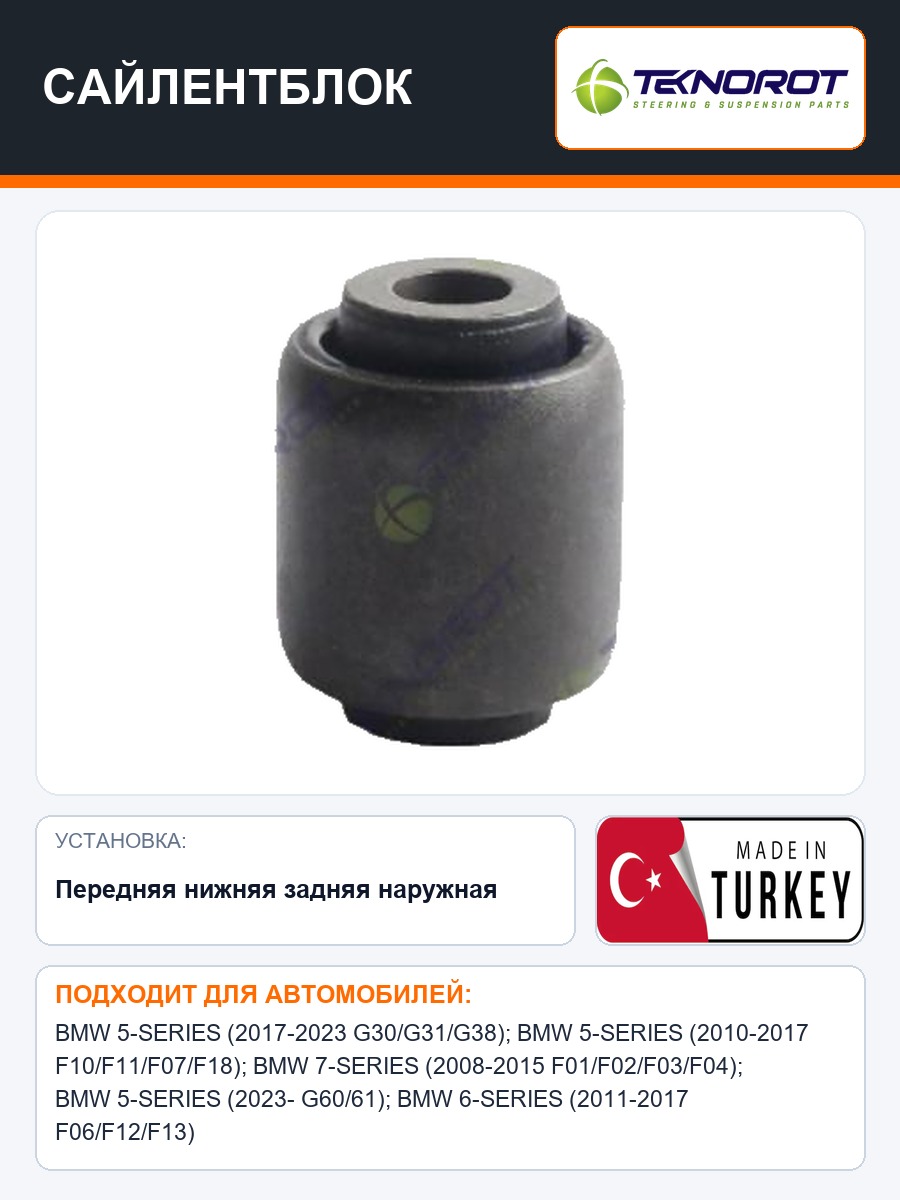 САЙЛЕНТБЛОК
TEKNOROT
STEERING & SUSPENSION PARTS
УСТАНОВКА:
Передняя нижняя задняя наружная
MADE IN
TURKEY
ПОДХОДИТ ДЛЯ АВТОМОБИЛЕЙ:
BMW 5-SERIES (2017-2023 G30/G31/G38); BMW 5-SERIES (2010-2017
F10/F11/F07/F18); BMW 7-SERIES (2008-2015 F01/F02/F03/F04);
BMW 5-SERIES (2023- G60/61); BMW 6-SERIES (2011-2017
F06/F12/F13)